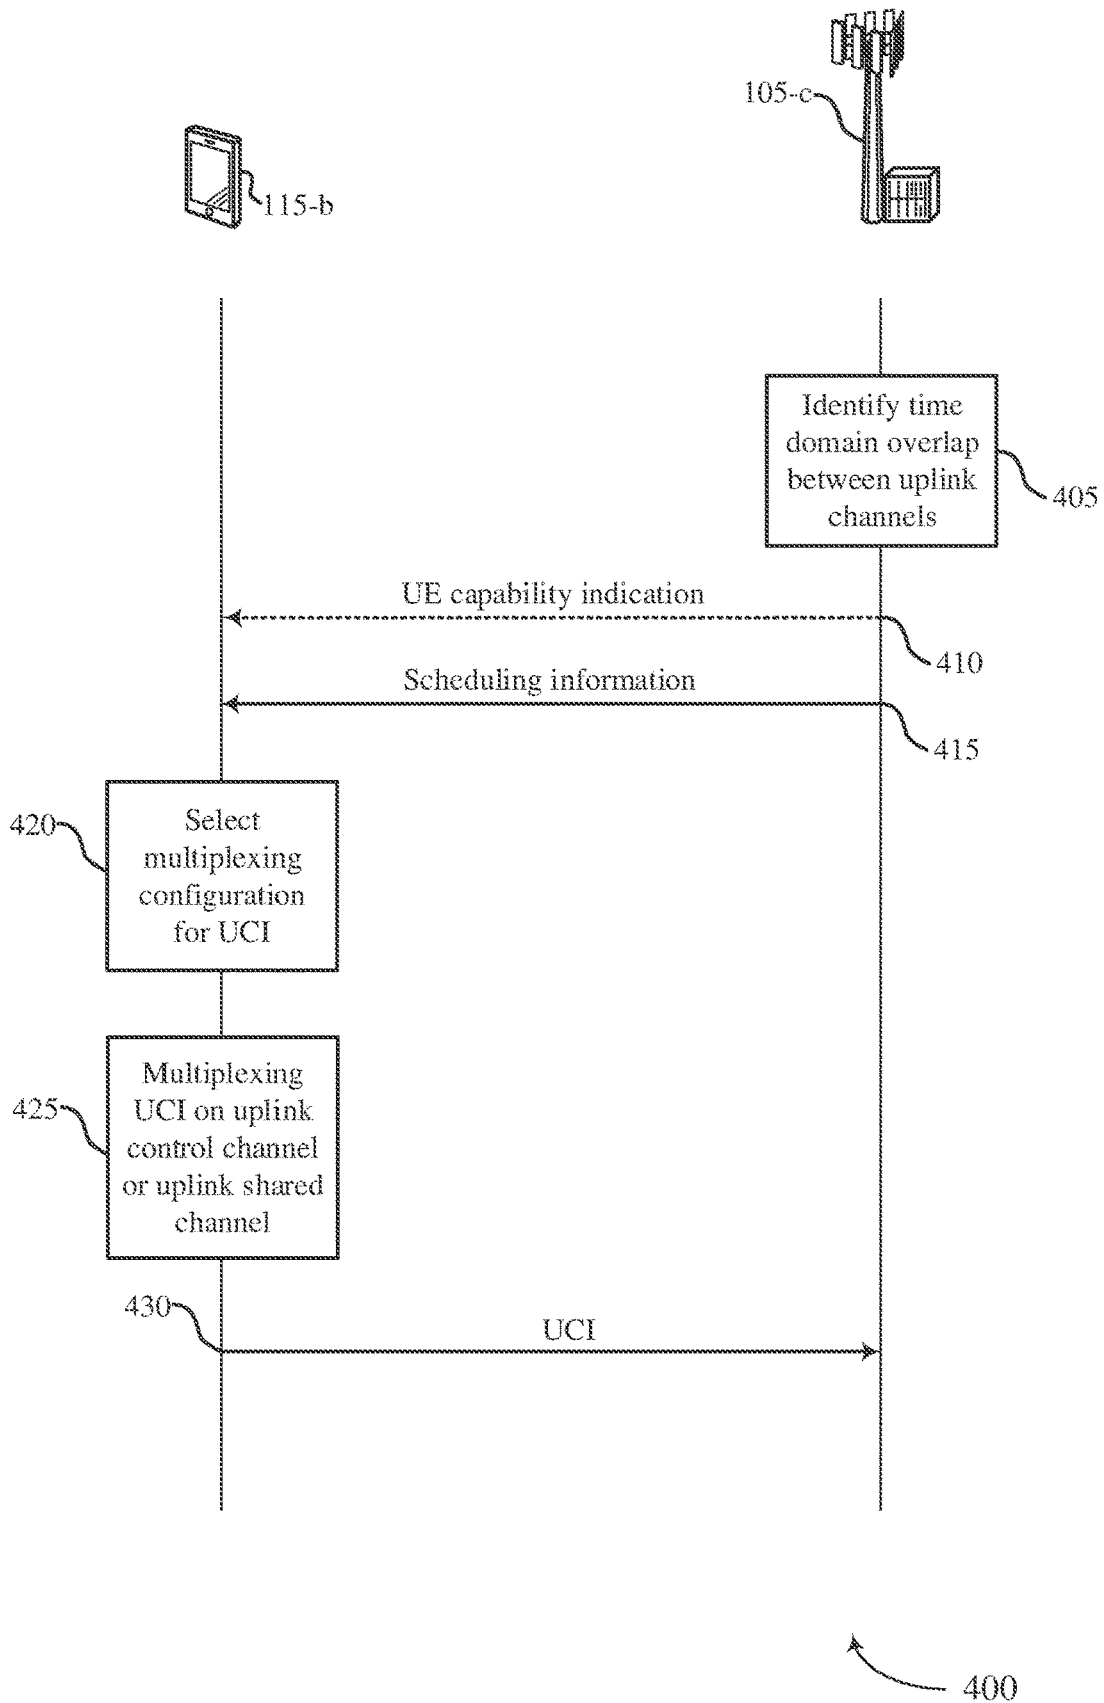 105-c
115-b
Identify time
domain overlap
between uplink
channels
405
UE capability indication
410
Scheduling information
415
420
Select
multiplexing
configuration
for UCI
425
Multiplexing
UCI on uplink
control channel
or uplink shared
channel
430
UCI
400